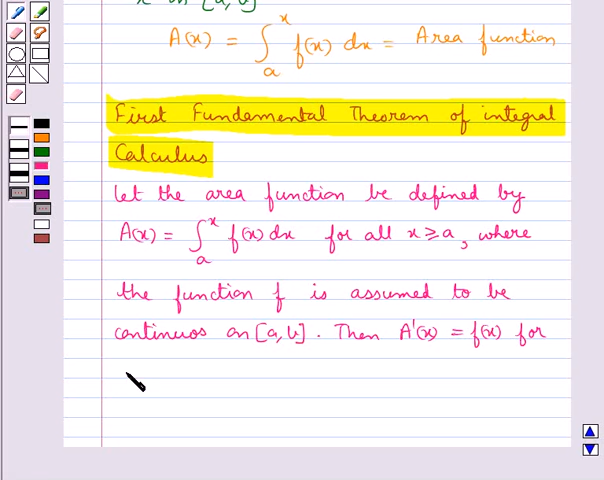 x in [a, b]
A(x) = ∫ₐˣ f(x) dx = Area function
First Fundamental Theorem of integral
Calculus
Let the area function be defined by
A(x) = ∫ₐˣ f(x) dx for all x ≥ a, where
the function f is assumed to be
continuos on [a, b]. Then A'(x) = f(x) for